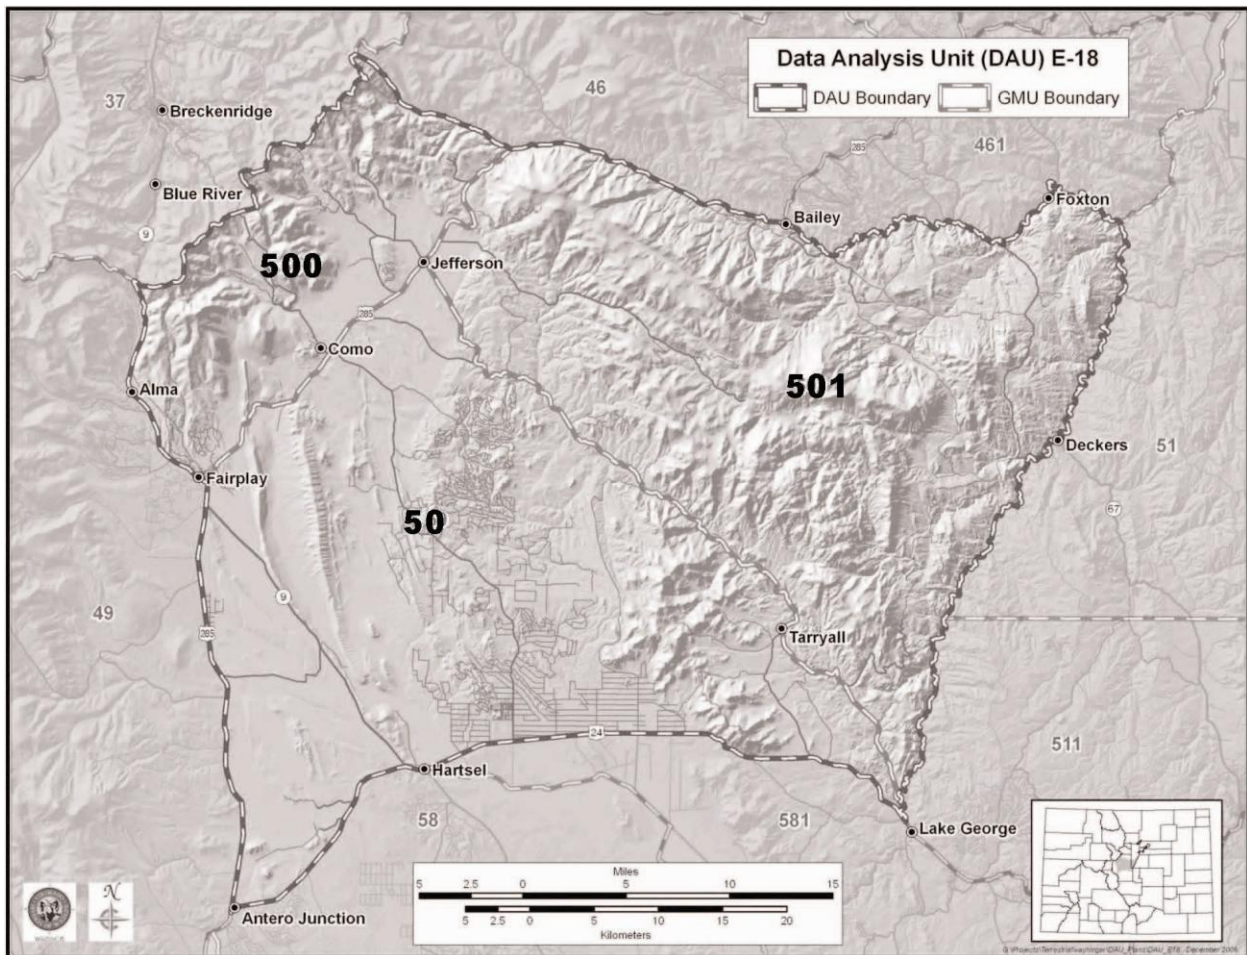 Data Analysis Unit (DAU) E-18
DAU Boundary
GMU Boundary
37
46
Breckenridge
285
461
Blue River
Foxton
Bailey
9
500
Jefferson
285
Como
501
Alma
Deckers
51
Fairplay
67
50
9
49
285
Tarryall
24
511
Hartsel
58
581
Lake George
Miles
5 2.5 0 5 10 15
5 2.5 0 5 10 15 20
Kilometers
N
Antero Junction